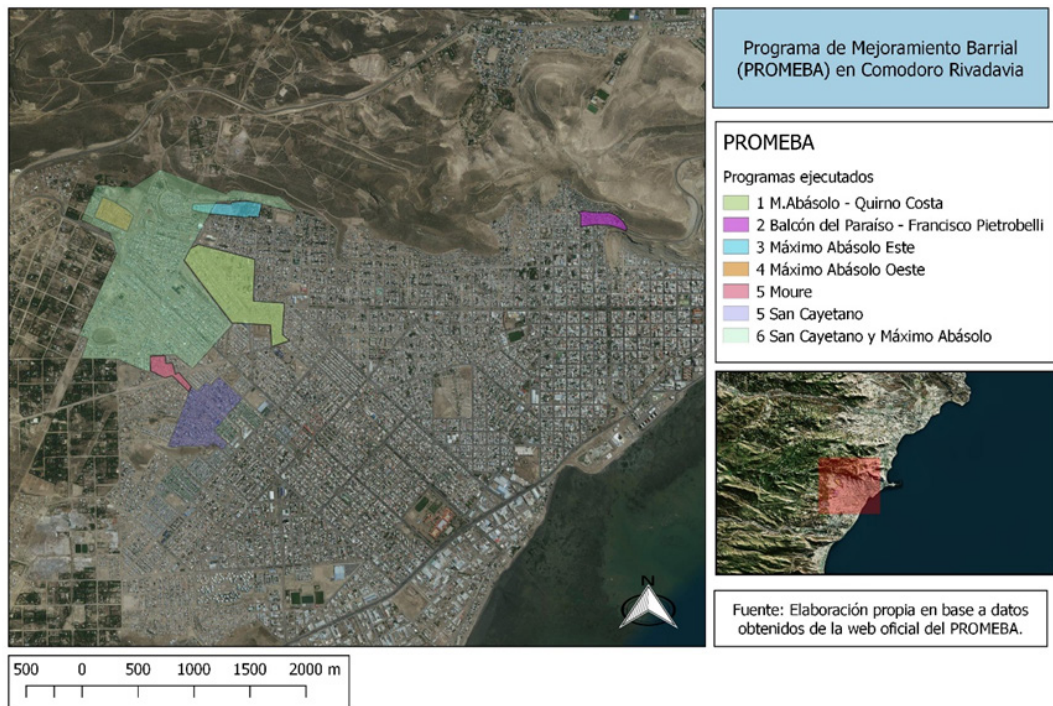 Programa de Mejoramiento Barrial
(PROMEBA) en Comodoro Rivadavia
PROMEBA
Programas ejecutados
1 M.Abásolo - Quirno Costa
2 Balcón del Paraíso - Francisco Pietrobelli
3 Máximo Abásolo Este
4 Máximo Abásolo Oeste
5 Moure
5 San Cayetano
6 San Cayetano y Máximo Abásolo
N
Fuente: Elaboración propia en base a datos
obtenidos de la web oficial del PROMEBA.
500 0 500 1000 1500 2000 m